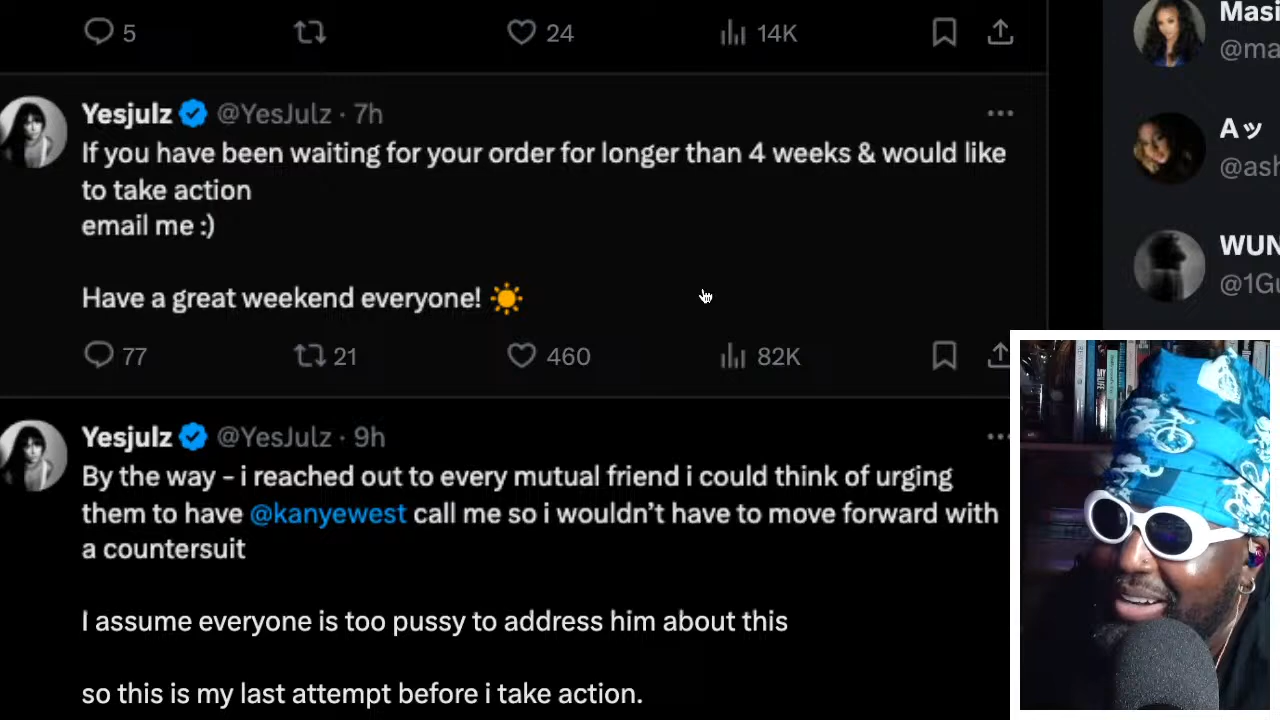 5 24 14K
Yesjulz @YesJulz · 7h
If you have been waiting for your order for longer than 4 weeks & would like
to take action
email me :)
Have a great weekend everyone! ☀️
77 21 460 82K
Yesjulz @YesJulz · 9h
By the way – i reached out to every mutual friend i could think of urging
them to have @kanyewest call me so i wouldn’t have to move forward with
a countersuit
I assume everyone is too pussy to address him about this
so this is my last attempt before i take action.
Masi
@ma
Aッ
@ash
WUN
@1Gu